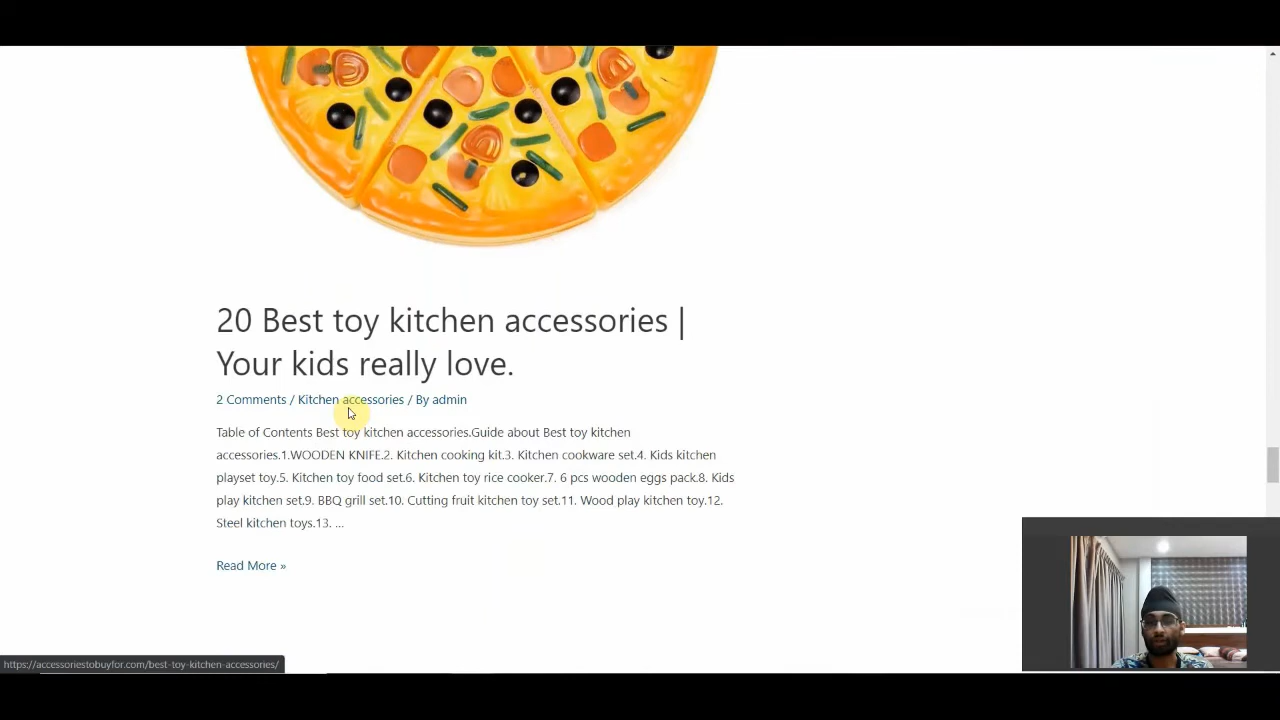 20 Best toy kitchen accessories |
Your kids really love.
2 Comments / Kitchen accessories / By admin
Table of Contents Best toy kitchen accessories.Guide about Best toy kitchen
accessories.1.WOODEN KNIFE.2. Kitchen cooking kit.3. Kitchen cookware set.4. Kids kitchen
playset toy.5. Kitchen toy food set.6. Kitchen toy rice cooker.7. 6 pcs wooden eggs pack.8. Kids
play kitchen set.9. BBQ grill set.10. Cutting fruit kitchen toy set.11. Wood play kitchen toy.12.
Steel kitchen toys.13. ...
Read More »
https://accessoriestobuyfor.com/best-toy-kitchen-accessories/